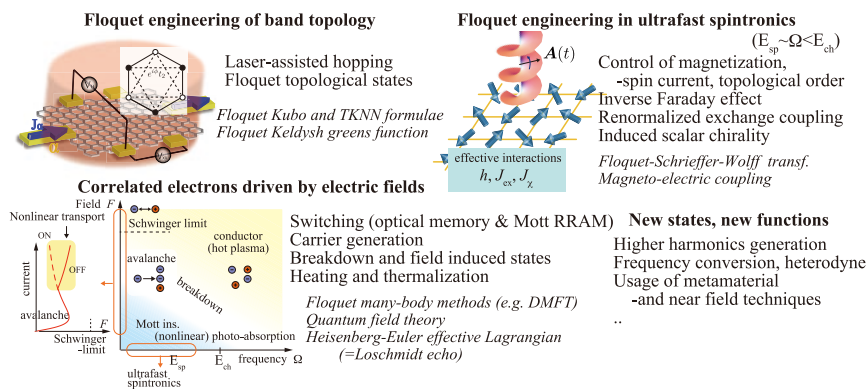 Floquet engineering of band topology
Laser-assisted hopping
Floquet topological states
Floquet Kubo and TKNN formulae
Floquet Keldysh greens function
Floquet engineering in ultrafast spintronics
(E_sp~Ω<E_ch)
A(t)
Control of magnetization,
-spin current, topological order
Inverse Faraday effect
Renormalized exchange coupling
Induced scalar chirality
Floquet-Schrieffer-Wolff transf.
Magneto-electric coupling
effective interactions
h, J_ex, J_χ
Correlated electrons driven by electric fields
Nonlinear transport
ON
OFF
current
avalanche
F
Schwinger
-limit
Field F
Schwinger limit
conductor
(hot plasma)
avalanche
breakdown
Mott ins.
(nonlinear) photo-absorption
E_sp
E_ch
frequency Ω
ultrafast
spintronics
Switching (optical memory & Mott RRAM)
Carrier generation
Breakdown and field induced states
Heating and thermalization
Floquet many-body methods (e.g. DMFT)
Quantum field theory
Heisenberg-Euler effective Lagrangian
(=Loschmidt echo)
New states, new functions
Higher harmonics generation
Frequency conversion, heterodyne
Usage of metamaterial
-and near field techniques
..